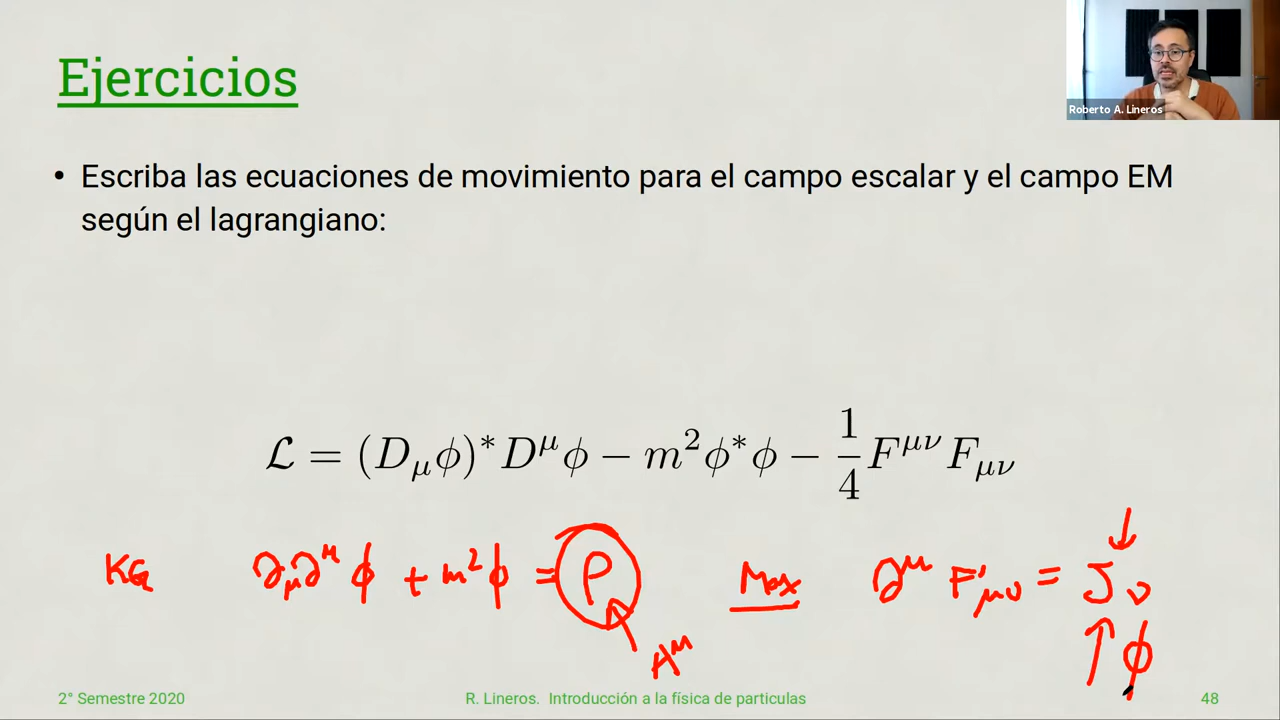 Ejercicios
Roberto A. Lineros
• Escriba las ecuaciones de movimiento para el campo escalar y el campo EM
según el lagrangiano:
ℒ = (D_μϕ)^* D^μϕ − m²ϕ^*ϕ − 1/4 F^{μν}F_{μν}
KG ∂_μ∂^μ ϕ + m²ϕ = P Max ∂^μ F_{μν} = J_ν
A^μ ϕ
2° Semestre 2020 R. Lineros. Introducción a la física de particulas 48